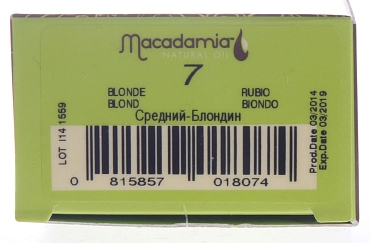 macadamia
NATURAL OIL
7
BLONDE RUBIO
BLOND BIONDO
Средний-Блондин
LOT I14 1559
Prod.Date 03/2014
Exp.Date 03/2019
0 815857 018074